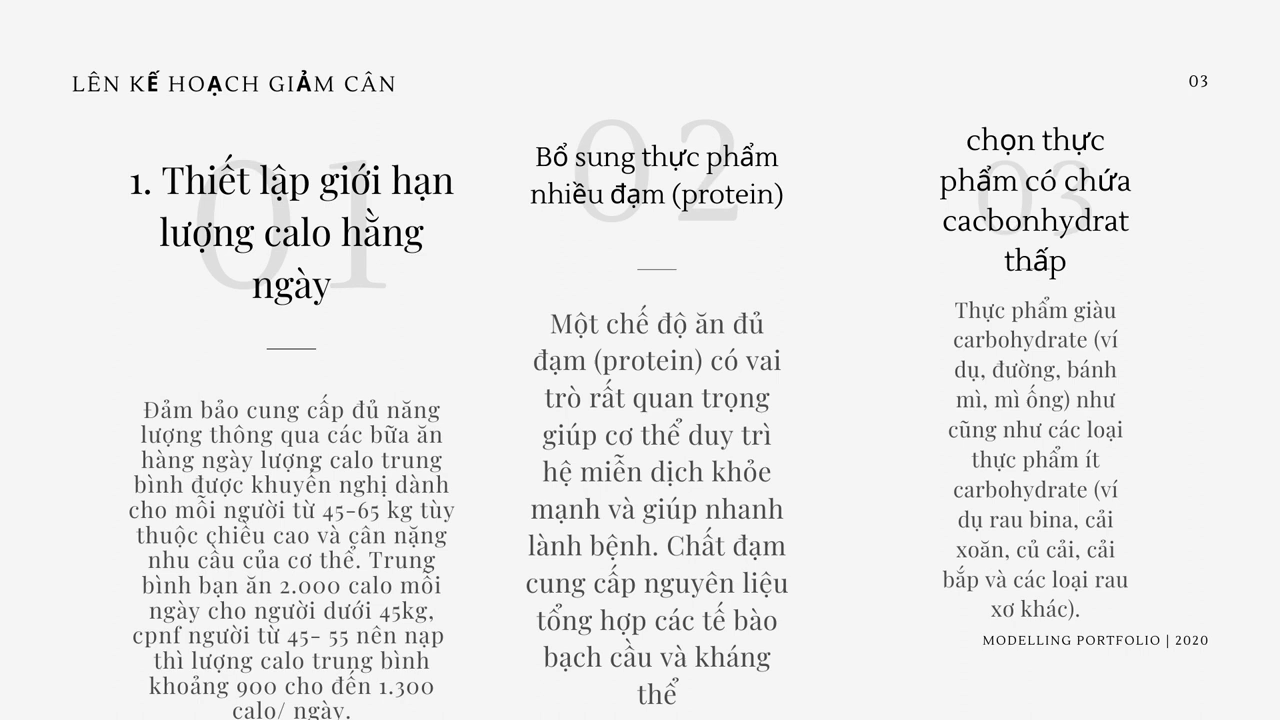 LÊN KẾ HOẠCH GIẢM CÂN
03
01
1. Thiết lập giới hạn
lượng calo hằng
ngày
Đảm bảo cung cấp đủ năng
lượng thông qua các bữa ăn
hàng ngày lượng calo trung
bình được khuyến nghị dành
cho mỗi người từ 45-65 kg tùy
thuộc chiều cao và cân nặng
nhu cầu của cơ thể. Trung
bình bạn ăn 2.000 calo mỗi
ngày cho người dưới 45kg,
cpnf người từ 45- 55 nên nạp
thì lượng calo trung bình
khoảng 900 cho đến 1.300
calo/ ngày.
02
Bổ sung thực phẩm
nhiều đạm (protein)
Một chế độ ăn đủ
đạm (protein) có vai
trò rất quan trọng
giúp cơ thể duy trì
hệ miễn dịch khỏe
mạnh và giúp nhanh
lành bệnh. Chất đạm
cung cấp nguyên liệu
tổng hợp các tế bào
bạch cầu và kháng
thể
03
chọn thực
phẩm có chứa
cacbonhydrat
thấp
Thực phẩm giàu
carbohydrate (ví
dụ, đường, bánh
mì, mì ống) như
cũng như các loại
thực phẩm ít
carbohydrate (ví
dụ rau bina, cải
xoăn, củ cải, cải
bắp và các loại rau
xơ khác).
MODELLING PORTFOLIO | 2020